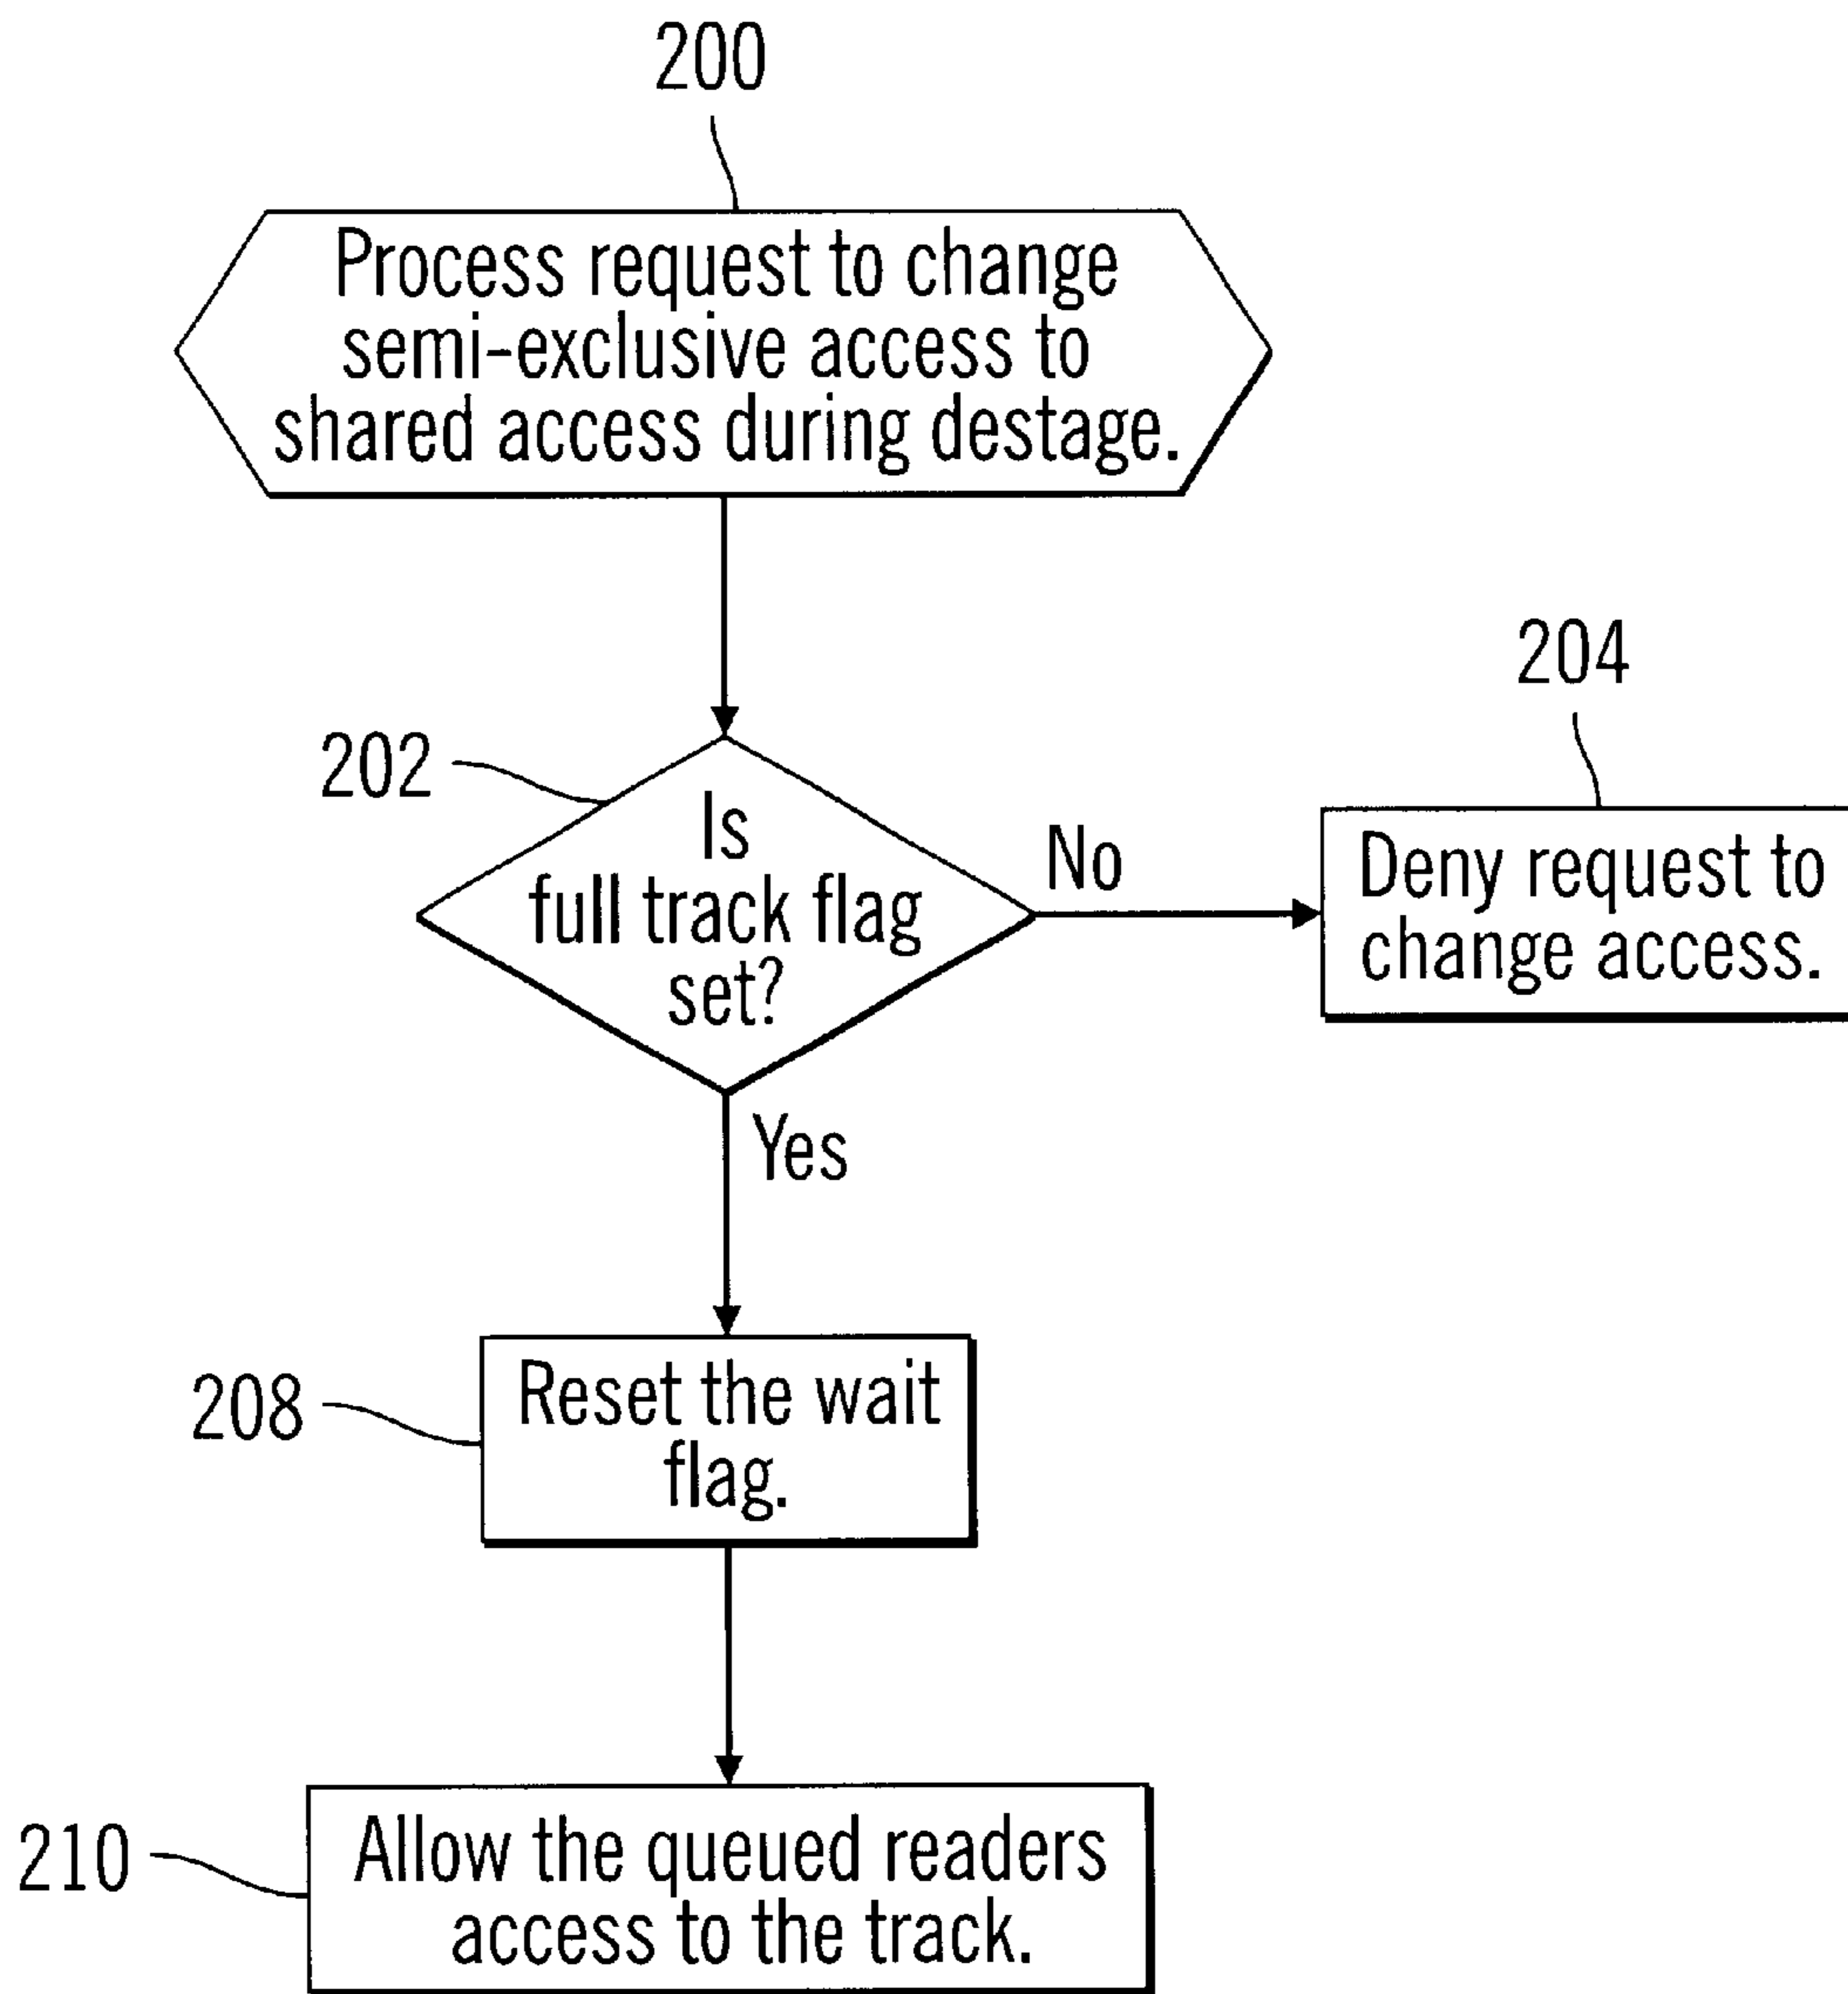 200
Process request to change
semi-exclusive access to
shared access during destage.
202
Is
full track flag
set?
No
204
Deny request to
change access.
Yes
208
Reset the wait
flag.
210
Allow the queued readers
access to the track.